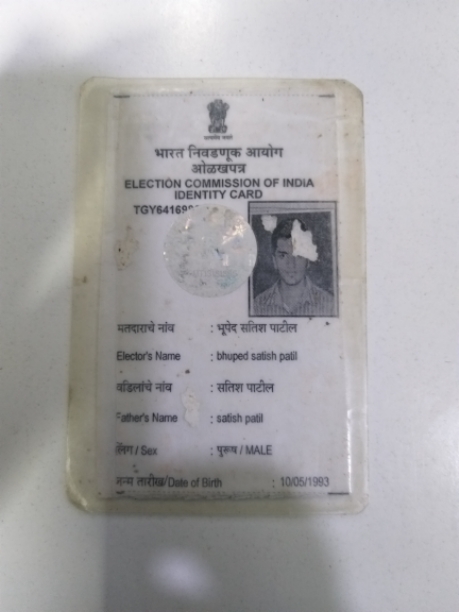 भारत निवडणूक आयोग
ओळखपत्र
ELECTION COMMISSION OF INDIA
IDENTITY CARD
मतदाराचे नांव : भूपेद सतिश पाटील
Elector's Name : bhuped satish patil
वडिलांचे नांव : सतिश पाटील
Father's Name : satish patil
लिंग / Sex : पुरूष / MALE
जन्म तारीख/Date of Birth : 10/05/1993